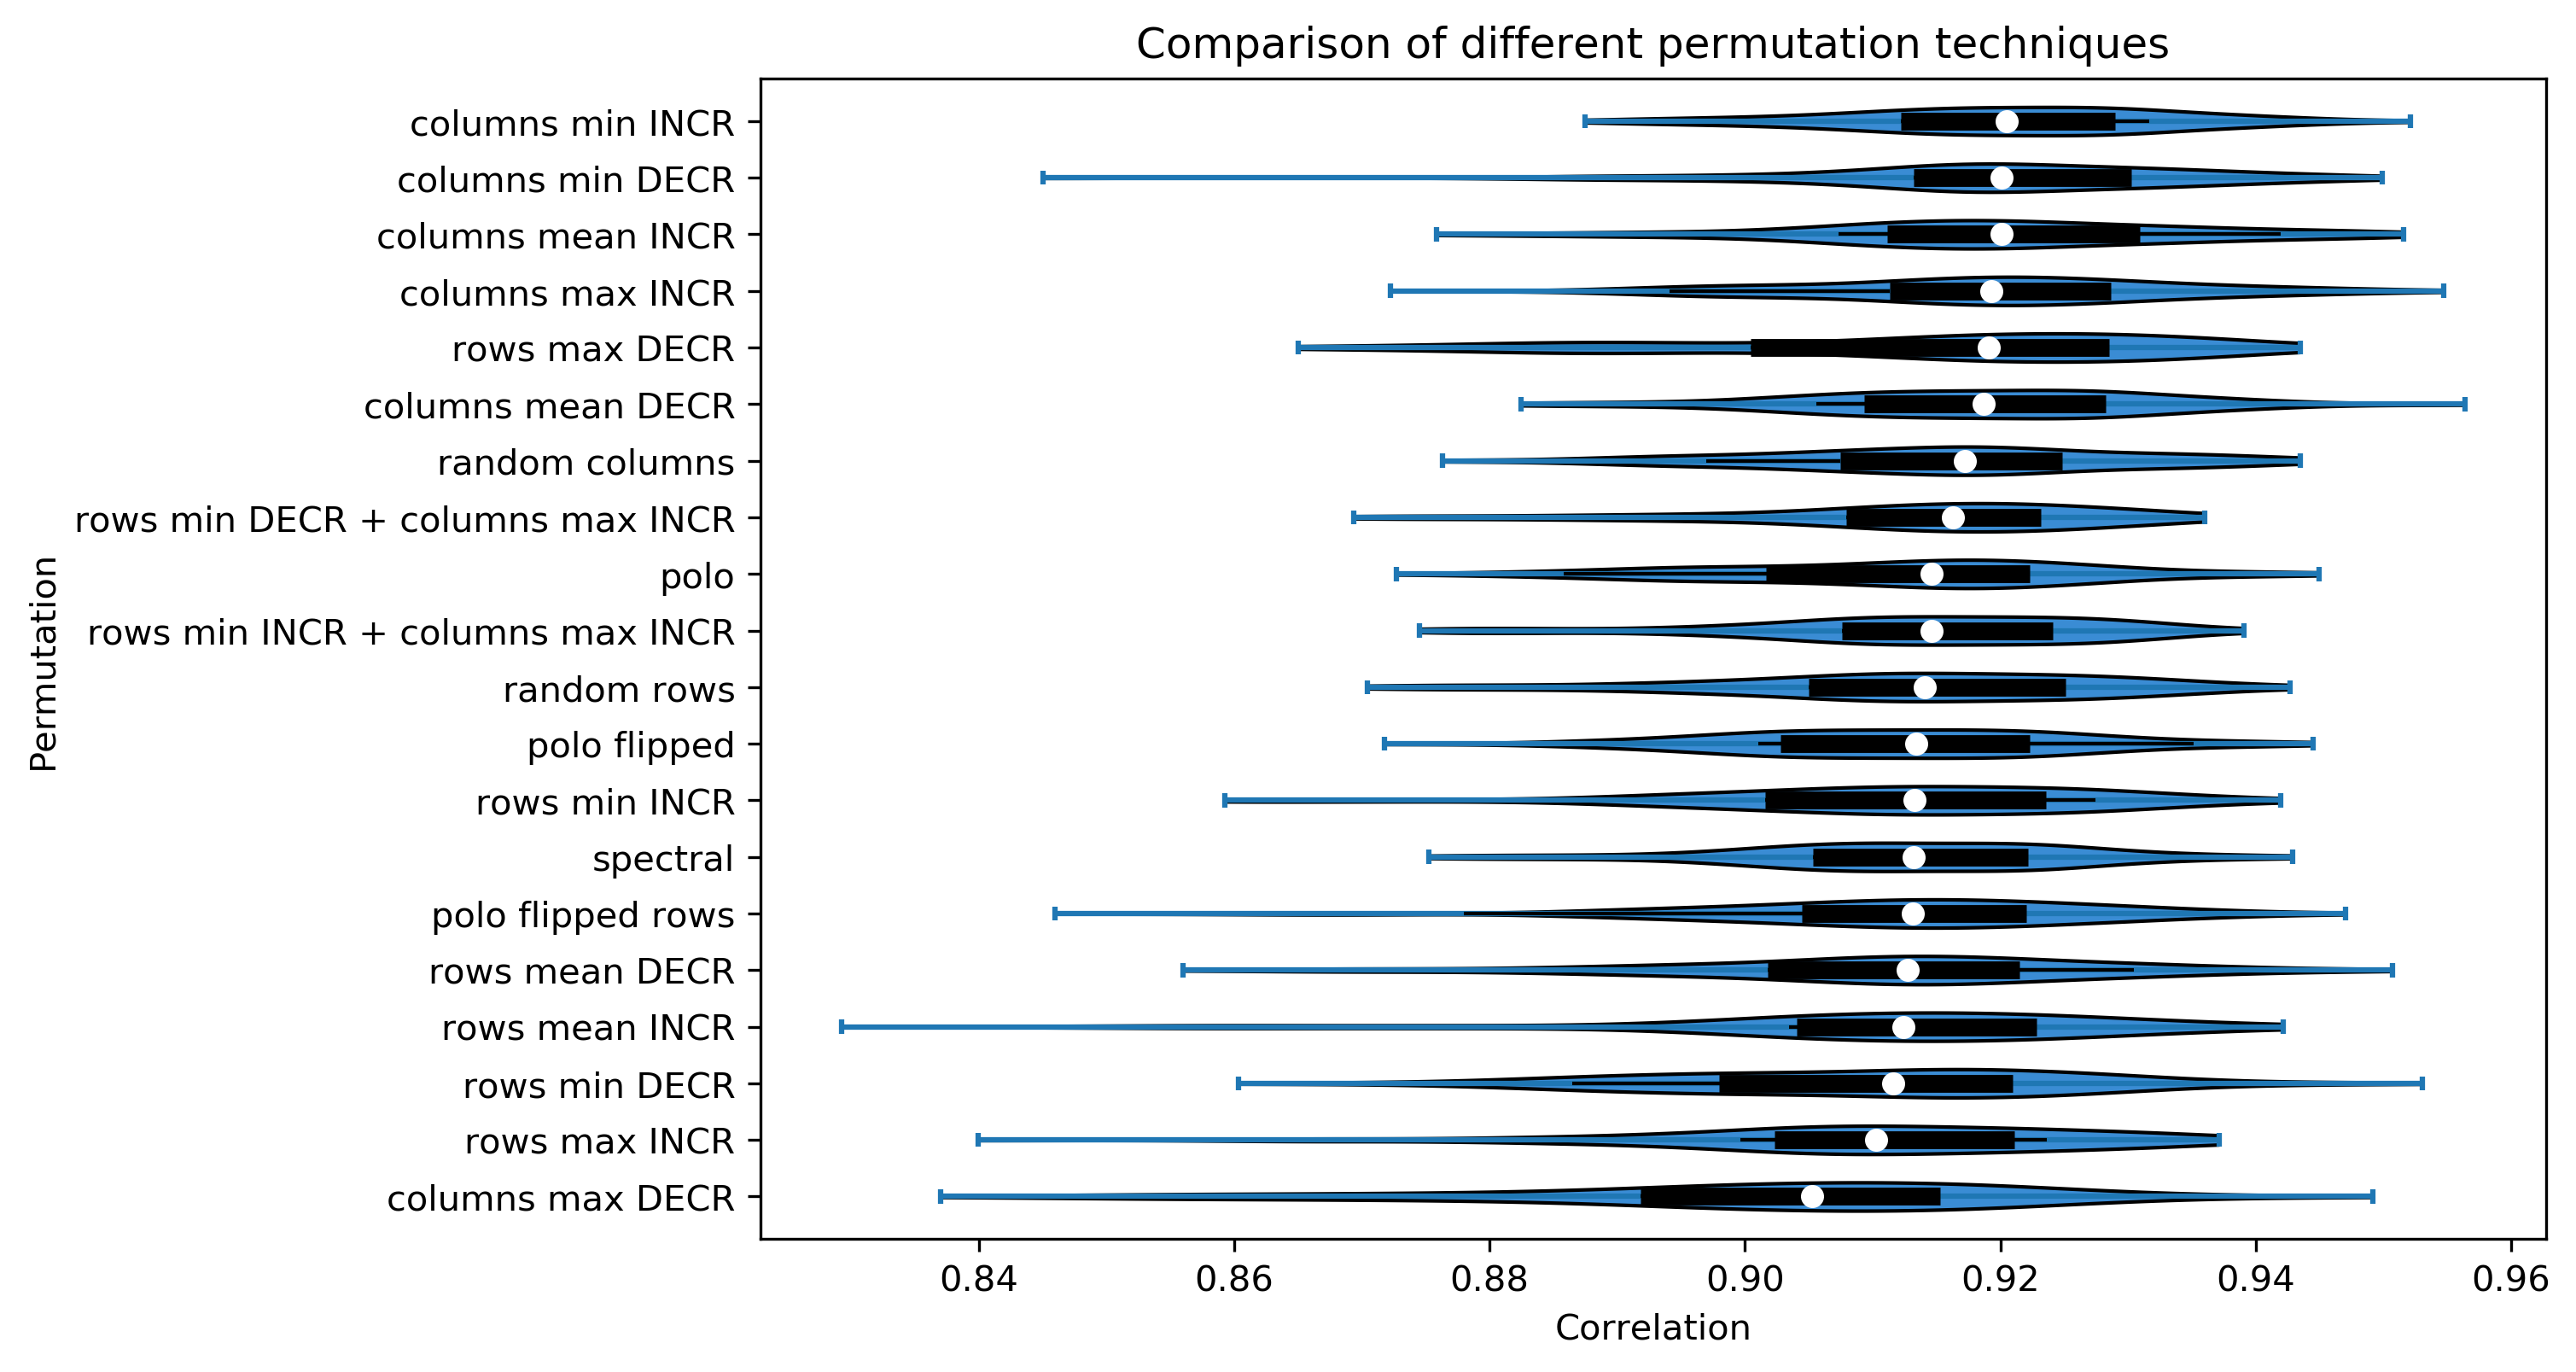 Comparison of different permutation techniques
columns min INCR
columns min DECR
columns mean INCR
columns max INCR
rows max DECR
columns mean DECR
random columns
rows min DECR + columns max INCR
polo
rows min INCR + columns max INCR
random rows
polo flipped
rows min INCR
spectral
polo flipped rows
rows mean DECR
rows mean INCR
rows min DECR
rows max INCR
columns max DECR
Permutation
0.84 0.86 0.88 0.90 0.92 0.94 0.96
Correlation